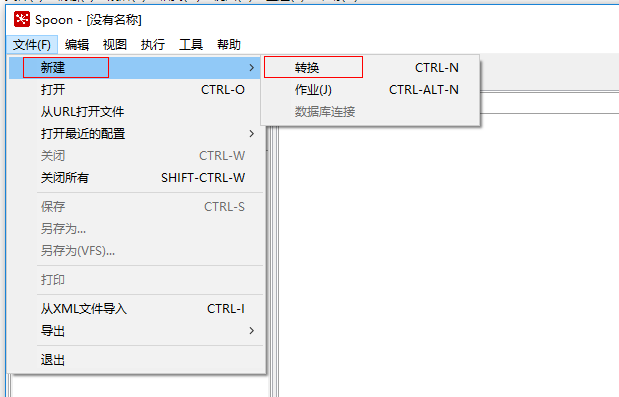 Spoon - [没有名称]
文件(F) 编辑 视图 执行 工具 帮助
新建
打开 CTRL-O
从URL打开文件
打开最近的配置
关闭 CTRL-W
关闭所有 SHIFT-CTRL-W
保存 CTRL-S
另存为...
另存为(VFS)...
打印
从XML文件导入 CTRL-I
导出
退出
转换 CTRL-N
作业(J) CTRL-ALT-N
数据库连接